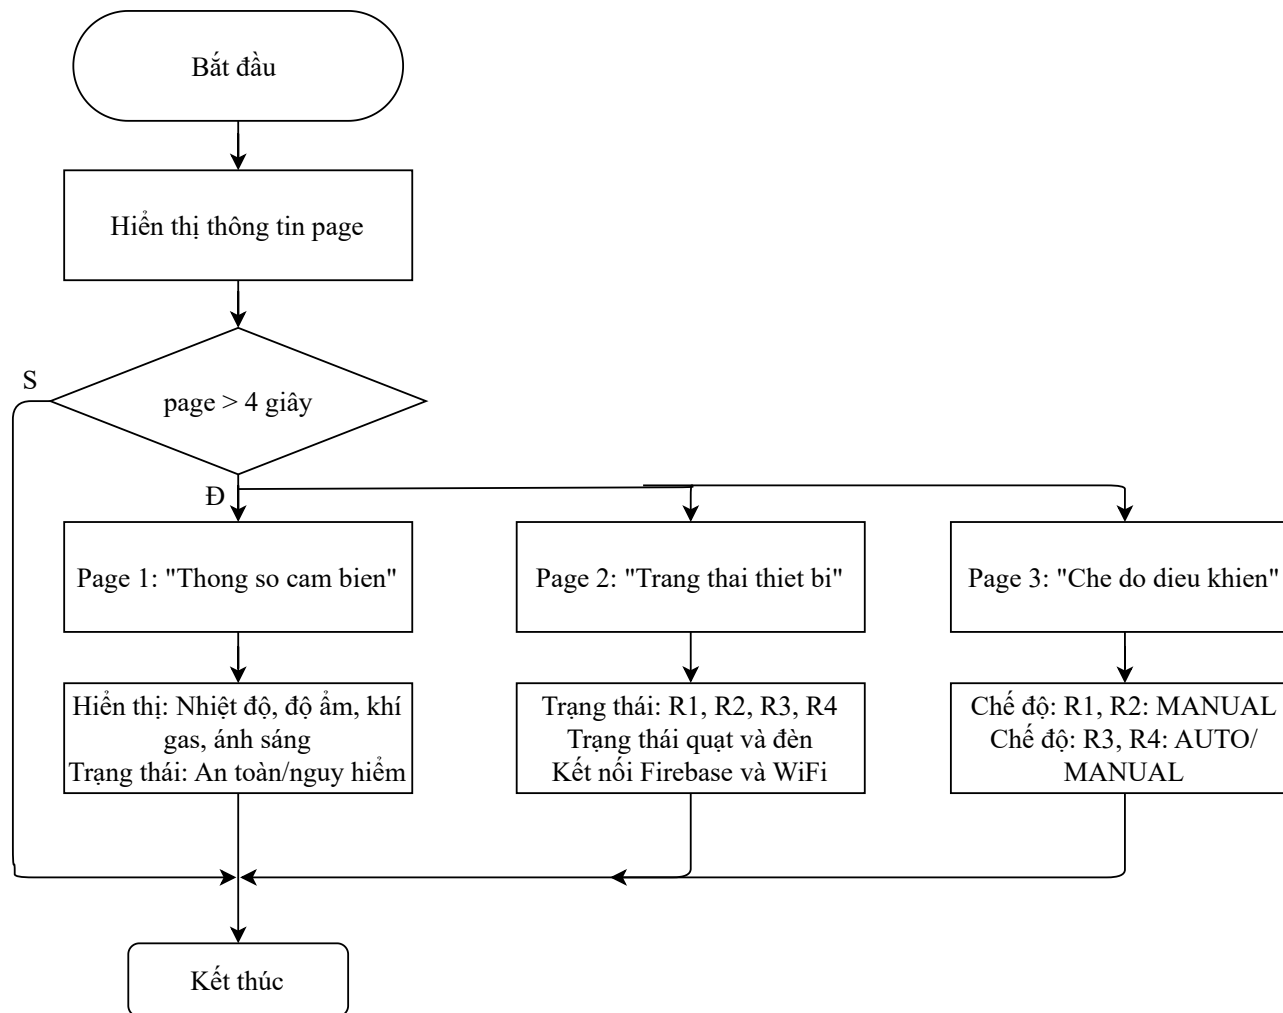 Bắt đầu
Hiển thị thông tin page
S
page > 4 giây
Đ
Page 1: "Thong so cam bien"
Page 2: "Trang thai thiet bi"
Page 3: "Che do dieu khien"
Hiển thị: Nhiệt độ, độ ẩm, khí
gas, ánh sáng
Trạng thái: An toàn/nguy hiểm
Trạng thái: R1, R2, R3, R4
Trạng thái quạt và đèn
Kết nối Firebase và WiFi
Chế độ: R1, R2: MANUAL
Chế độ: R3, R4: AUTO/
MANUAL
Kết thúc